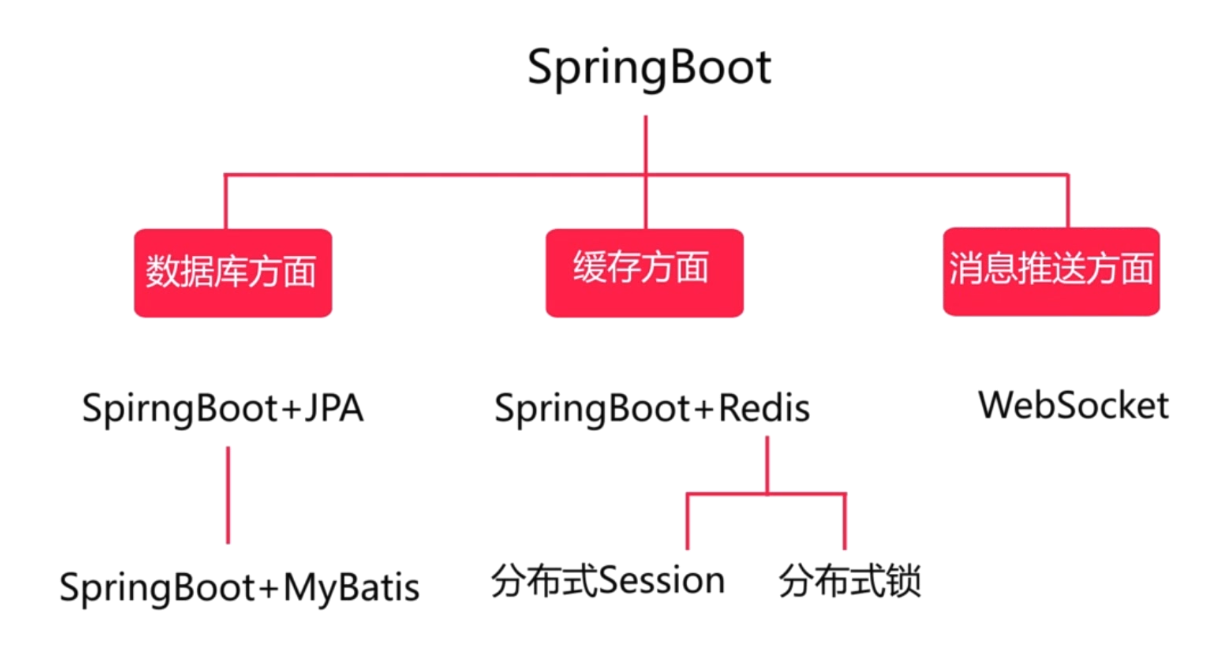 SpringBoot
数据库方面
缓存方面
消息推送方面
SpirngBoot+JPA
SpringBoot+Redis
WebSocket
SpringBoot+MyBatis
分布式Session
分布式锁